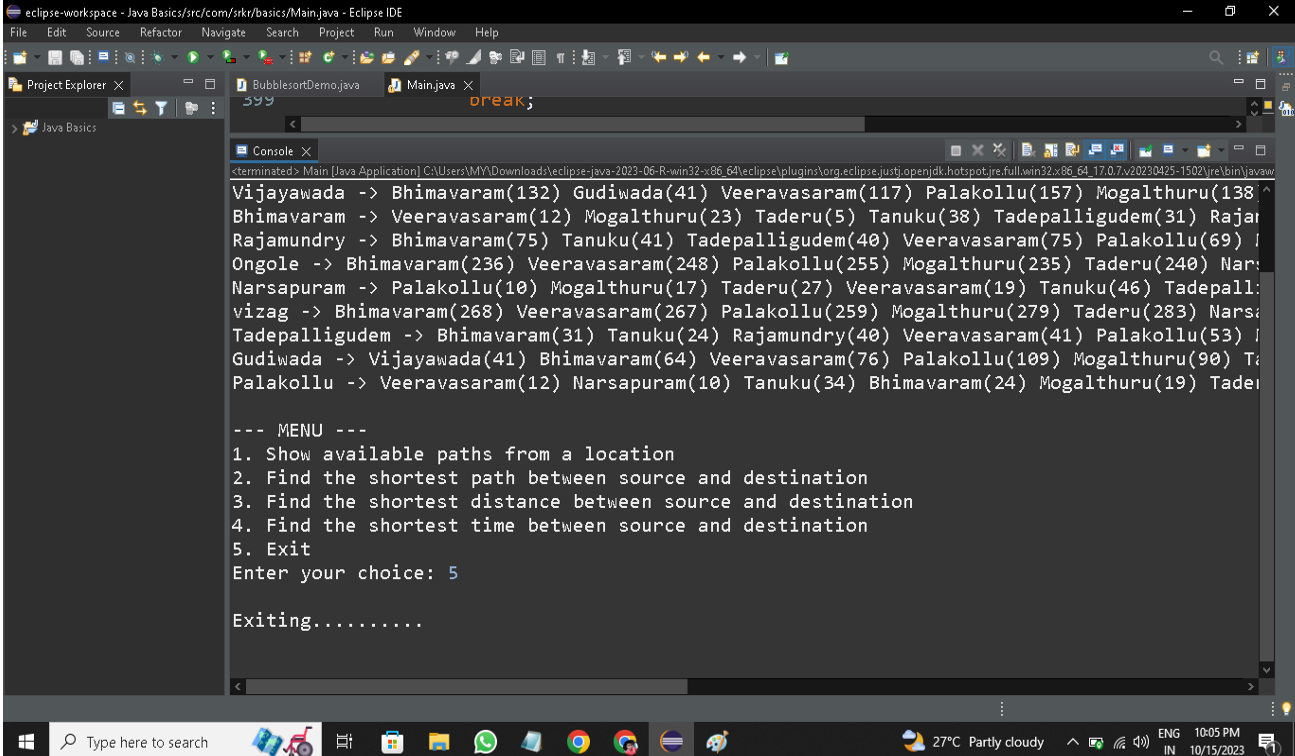 eclipse-workspace - Java Basics/src/com/srkr/basics/Main.java - Eclipse IDE
File Edit Source Refactor Navigate Search Project Run Window Help
Project Explorer
BubblesortDemo.java Main.java
Java Basics
399 break;
Console
<terminated> Main [Java Application] C:\Users\MY\Downloads\eclipse-java-2023-06-R-win32-x86_64\eclipse\plugins\org.eclipse.justj.openjdk.hotspot.jre.full.win32.x86_64_17.0.7.v20230425-1502\jre\bin\javaw
Vijayawada -> Bhimavaram(132) Gudiwada(41) Veeravasaram(117) Palakollu(157) Mogalthuru(138
Bhimavaram -> Veeravasaram(12) Mogalthuru(23) Taderu(5) Tanuku(38) Tadepalligudem(31) Rajam
Rajamundry -> Bhimavaram(75) Tanuku(41) Tadepalligudem(40) Veeravasaram(75) Palakollu(69)
Ongole -> Bhimavaram(236) Veeravasaram(248) Palakollu(255) Mogalthuru(235) Taderu(240) Nars
Narsapuram -> Palakollu(10) Mogalthuru(17) Taderu(27) Veeravasaram(19) Tanuku(46) Tadepalli
vizag -> Bhimavaram(268) Veeravasaram(267) Palakollu(259) Mogalthuru(279) Taderu(283) Narsa
Tadepalligudem -> Bhimavaram(31) Tanuku(24) Rajamundry(40) Veeravasaram(41) Palakollu(53)
Gudiwada -> Vijayawada(41) Bhimavaram(64) Veeravasaram(76) Palakollu(109) Mogalthuru(90) Ta
Palakollu -> Veeravasaram(12) Narsapuram(10) Tanuku(34) Bhimavaram(24) Mogalthuru(19) Tader
--- MENU ---
1. Show available paths from a location
2. Find the shortest path between source and destination
3. Find the shortest distance between source and destination
4. Find the shortest time between source and destination
5. Exit
Enter your choice: 5
Exiting..........
Type here to search
27°C Partly cloudy
ENG
IN
10:05 PM
10/15/2023